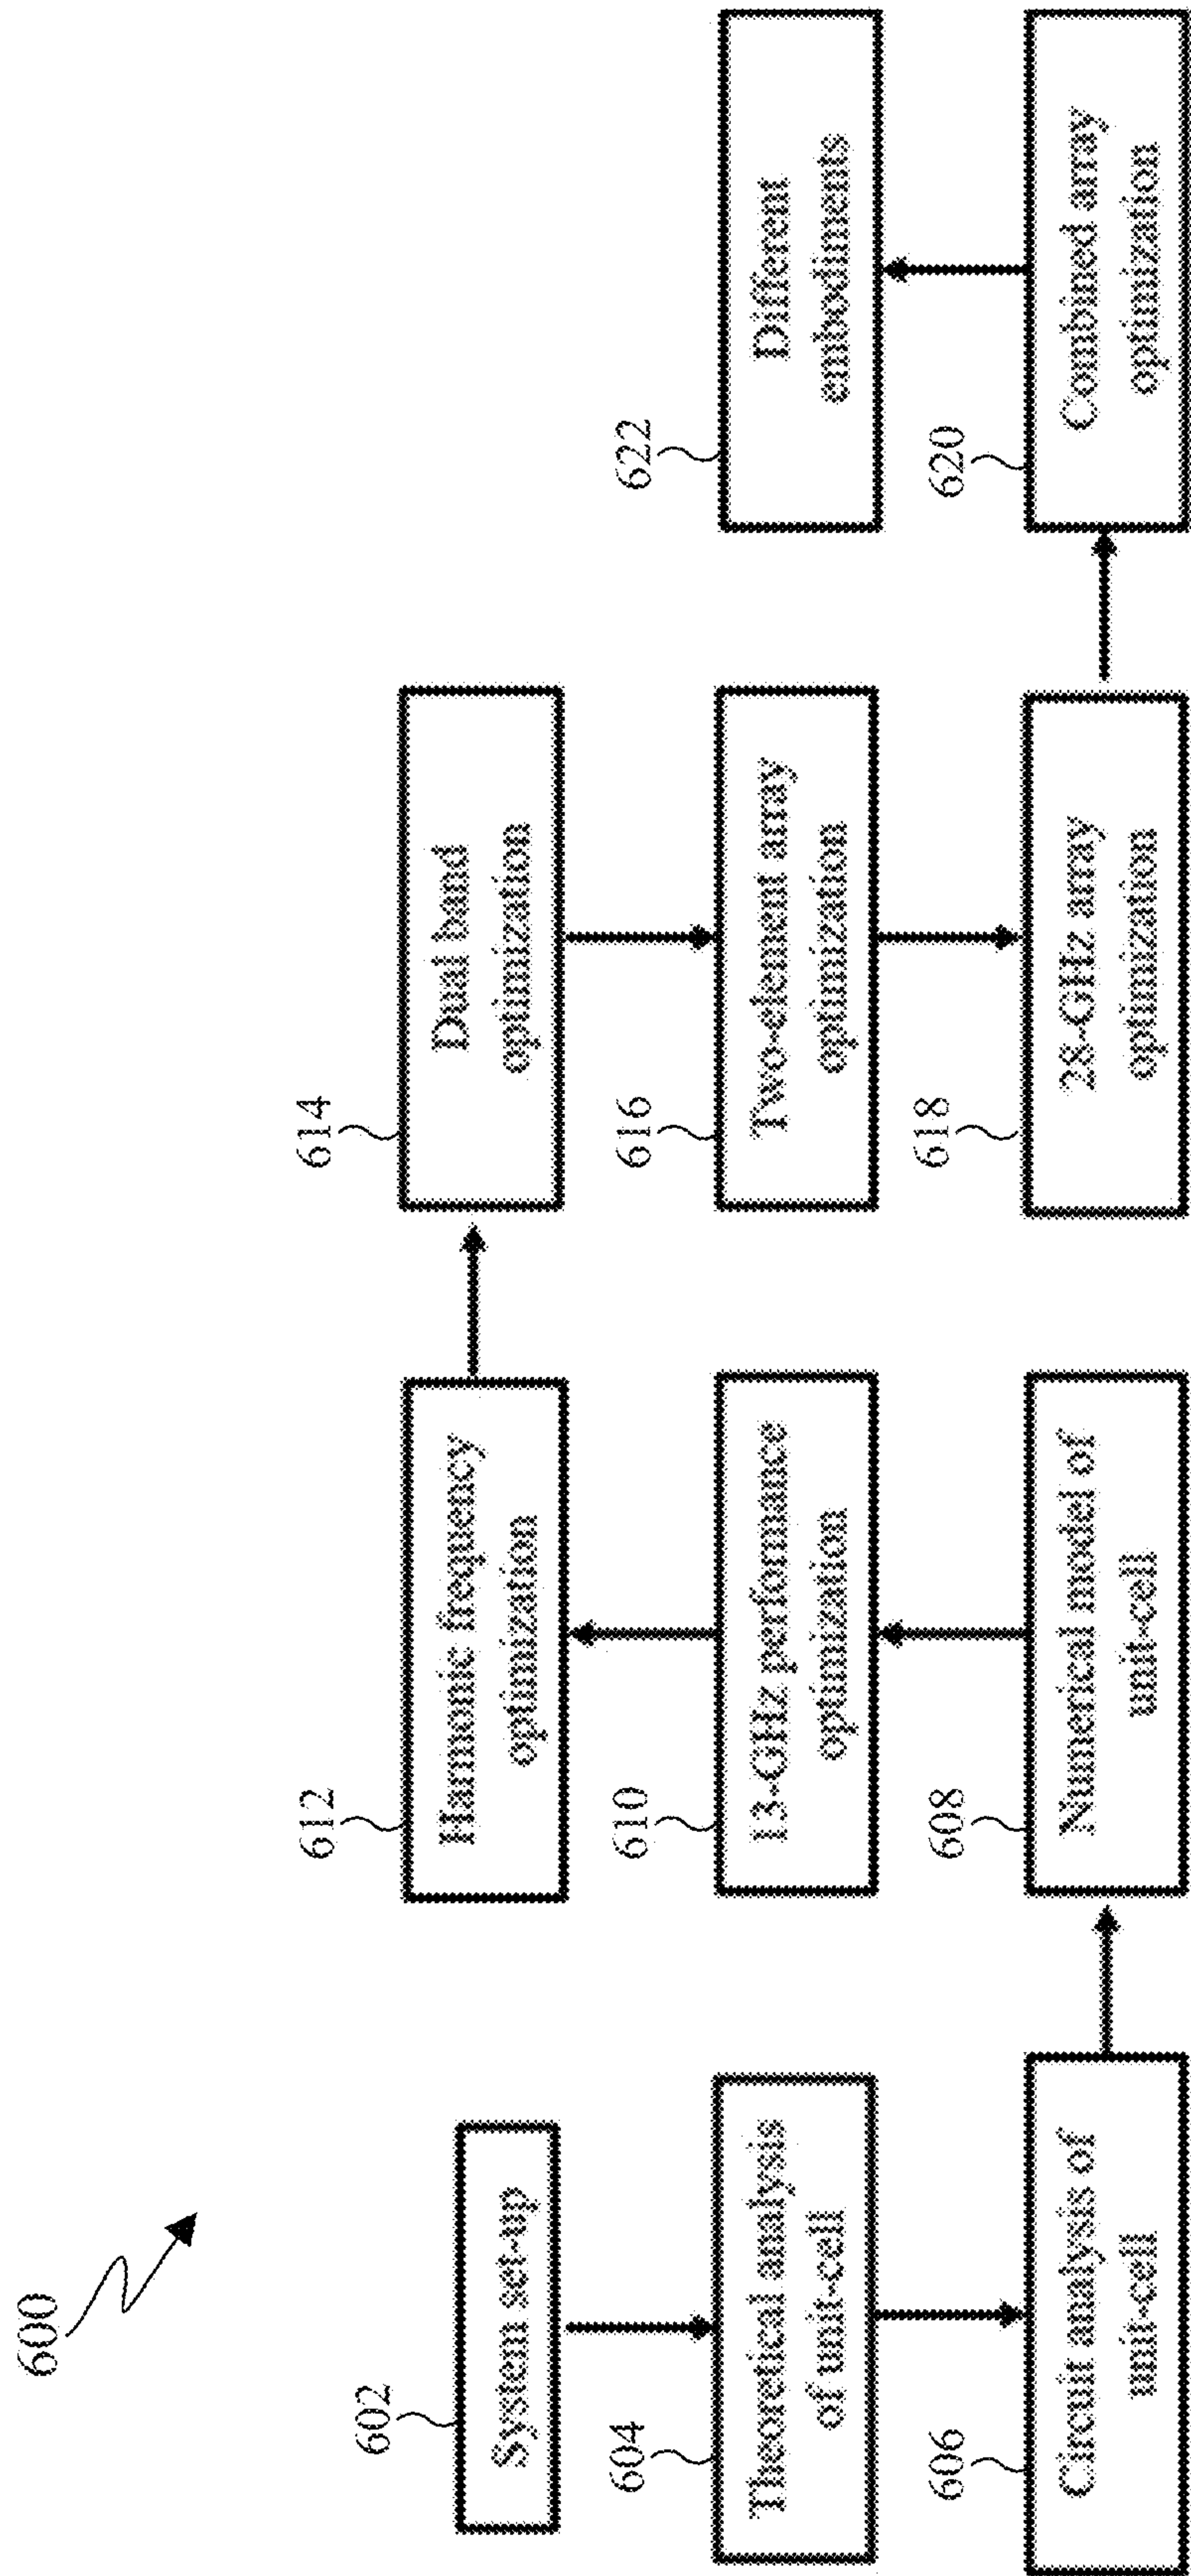 600
602
System set-up
604
Theoretical analysis
of unit-cell
606
Circuit analysis of
unit-cell
608
Numerical model of
unit-cell
610
13-GHz performance
optimization
612
Harmonic frequency
optimization
614
Dual band
optimization
616
Two-element array
optimization
618
28-GHz array
optimization
620
Combined array
optimization
622
Different
embodiments